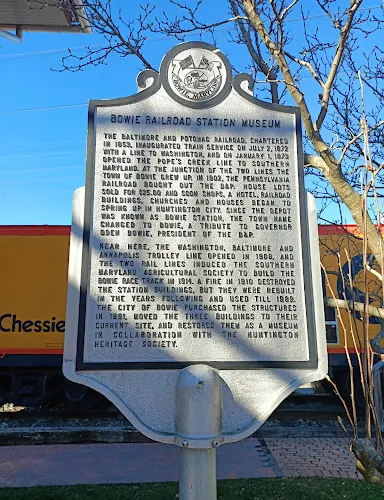 BOWIE, MARYLAND
BOWIE RAILROAD STATION MUSEUM
THE BALTIMORE AND POTOMAC RAILROAD, CHARTERED
IN 1853, INAUGURATED TRAIN SERVICE ON JULY 2, 1872
WITH A LINE TO WASHINGTON, AND ON JANUARY 1, 1873
OPENED THE POPE'S CREEK LINE TO SOUTHERN
MARYLAND. AT THE JUNCTION OF THE TWO LINES THE
TOWN OF BOWIE GREW UP. IN 1902, THE PENNSYLVANIA
RAILROAD BOUGHT OUT THE B&P. HOUSE LOTS
SOLD FOR $25.00 AND SOON SHOPS, A HOTEL, RAILROAD
BUILDINGS, CHURCHES AND HOUSES BEGAN TO
SPRING UP IN HUNTINGTON CITY. SINCE THE DEPOT
WAS KNOWN AS BOWIE STATION, THE TOWN NAME
CHANGED TO BOWIE, A TRIBUTE TO GOVERNOR
ODEN BOWIE, PRESIDENT OF THE B&P.
NEAR HERE, THE WASHINGTON, BALTIMORE AND
ANNAPOLIS TROLLEY LINE OPENED IN 1908, AND
THE TWO RAIL LINES INDUCED THE SOUTHERN
MARYLAND AGRICULTURAL SOCIETY TO BUILD THE
BOWIE RACE TRACK IN 1914. A FIRE IN 1910 DESTROYED
THE STATION BUILDINGS, BUT THEY WERE REBUILT
IN THE YEARS FOLLOWING AND USED TILL 1989.
THE CITY OF BOWIE PURCHASED THE STRUCTURES
IN 1991, MOVED THE THREE BUILDINGS TO THEIR
CURRENT SITE, AND RESTORED THEM AS A MUSEUM
IN COLLABORATION WITH THE HUNTINGTON
HERITAGE SOCIETY.
Chessie